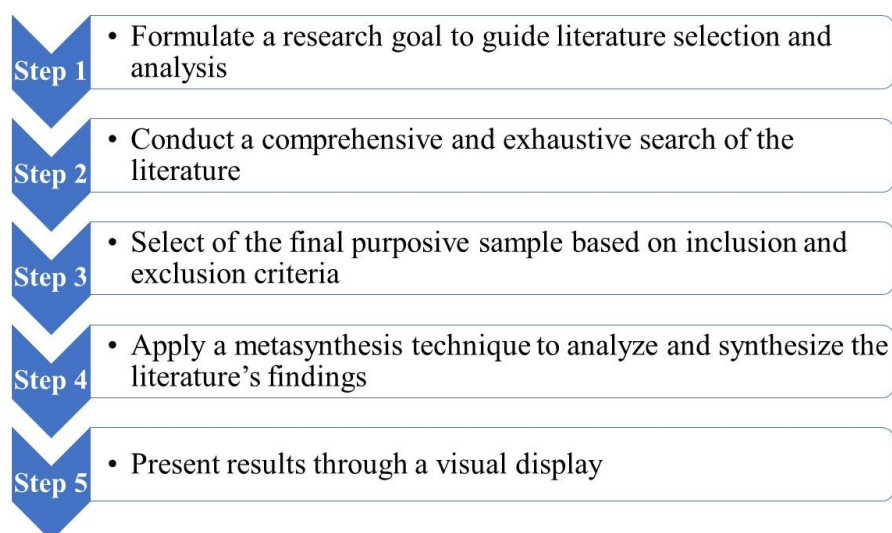 Step 1
• Formulate a research goal to guide literature selection and
analysis
Step 2
• Conduct a comprehensive and exhaustive search of the
literature
Step 3
• Select of the final purposive sample based on inclusion and
exclusion criteria
Step 4
• Apply a metasynthesis technique to analyze and synthesize the
literature’s findings
Step 5
• Present results through a visual display